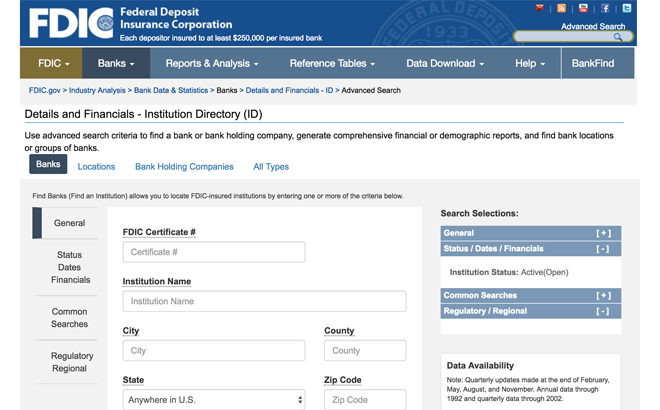 FDIC
Federal Deposit
Insurance Corporation
Each depositor insured to at least $250,000 per insured bank
Advanced Search
FEDERAL DEPOSIT
1933
FDIC
Banks
Reports & Analysis
Reference Tables
Data Download
Help
BankFind
FDIC.gov > Industry Analysis > Bank Data & Statistics > Banks > Details and Financials - ID > Advanced Search
Details and Financials - Institution Directory (ID)
Use advanced search criteria to find a bank or bank holding company, generate comprehensive financial or demographic reports, and find bank locations
or groups of banks.
Banks
Locations
Bank Holding Companies
All Types
Find Banks (Find an Institution) allows you to locate FDIC-insured institutions by entering one or more of the criteria below.
General
Status
Dates
Financials
Common
Searches
Regulatory
Regional
FDIC Certificate #
Certificate #
Institution Name
Institution Name
City
County
City
County
State
Zip Code
Anywhere in U.S.
Zip Code
Search Selections:
General [ + ]
Status / Dates / Financials [ - ]
Institution Status: Active(Open)
Common Searches [ + ]
Regulatory / Regional [ - ]
Data Availability
Note: Quarterly updates made at the end of February,
May, August, and November. Annual data through
1992 and quarterly data through 2002.